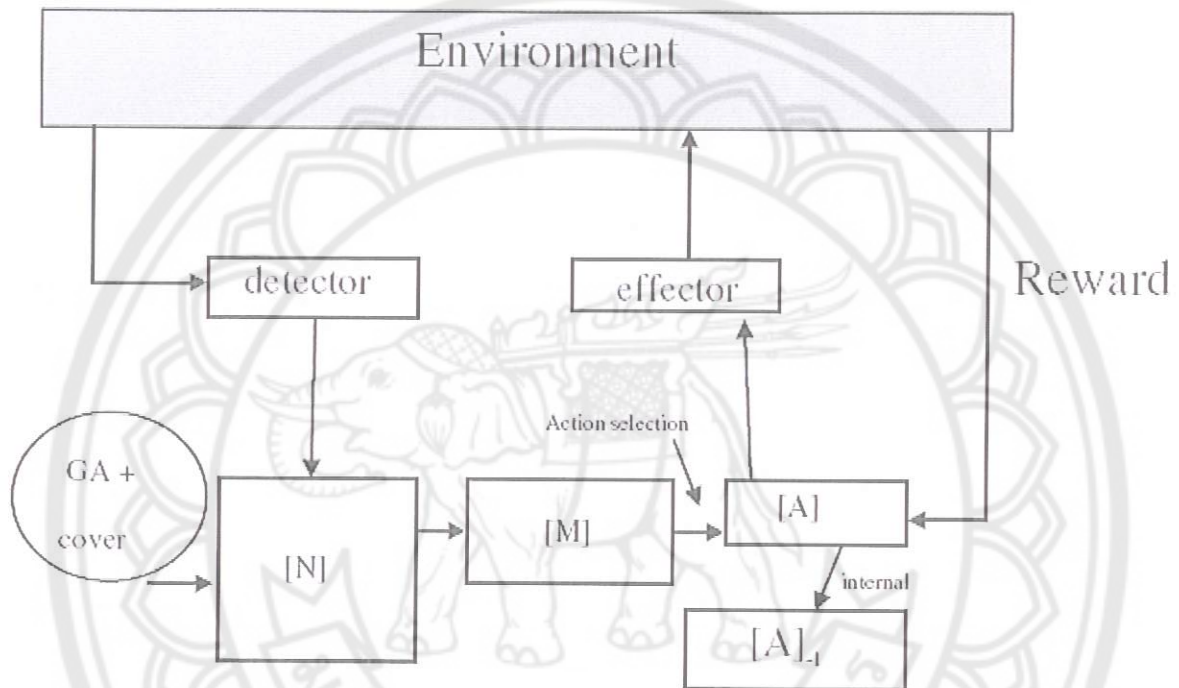 Environment
detector
effector
Reward
Action selection
GA +
cover
[N]
[M]
[A]
internal
[A]-1